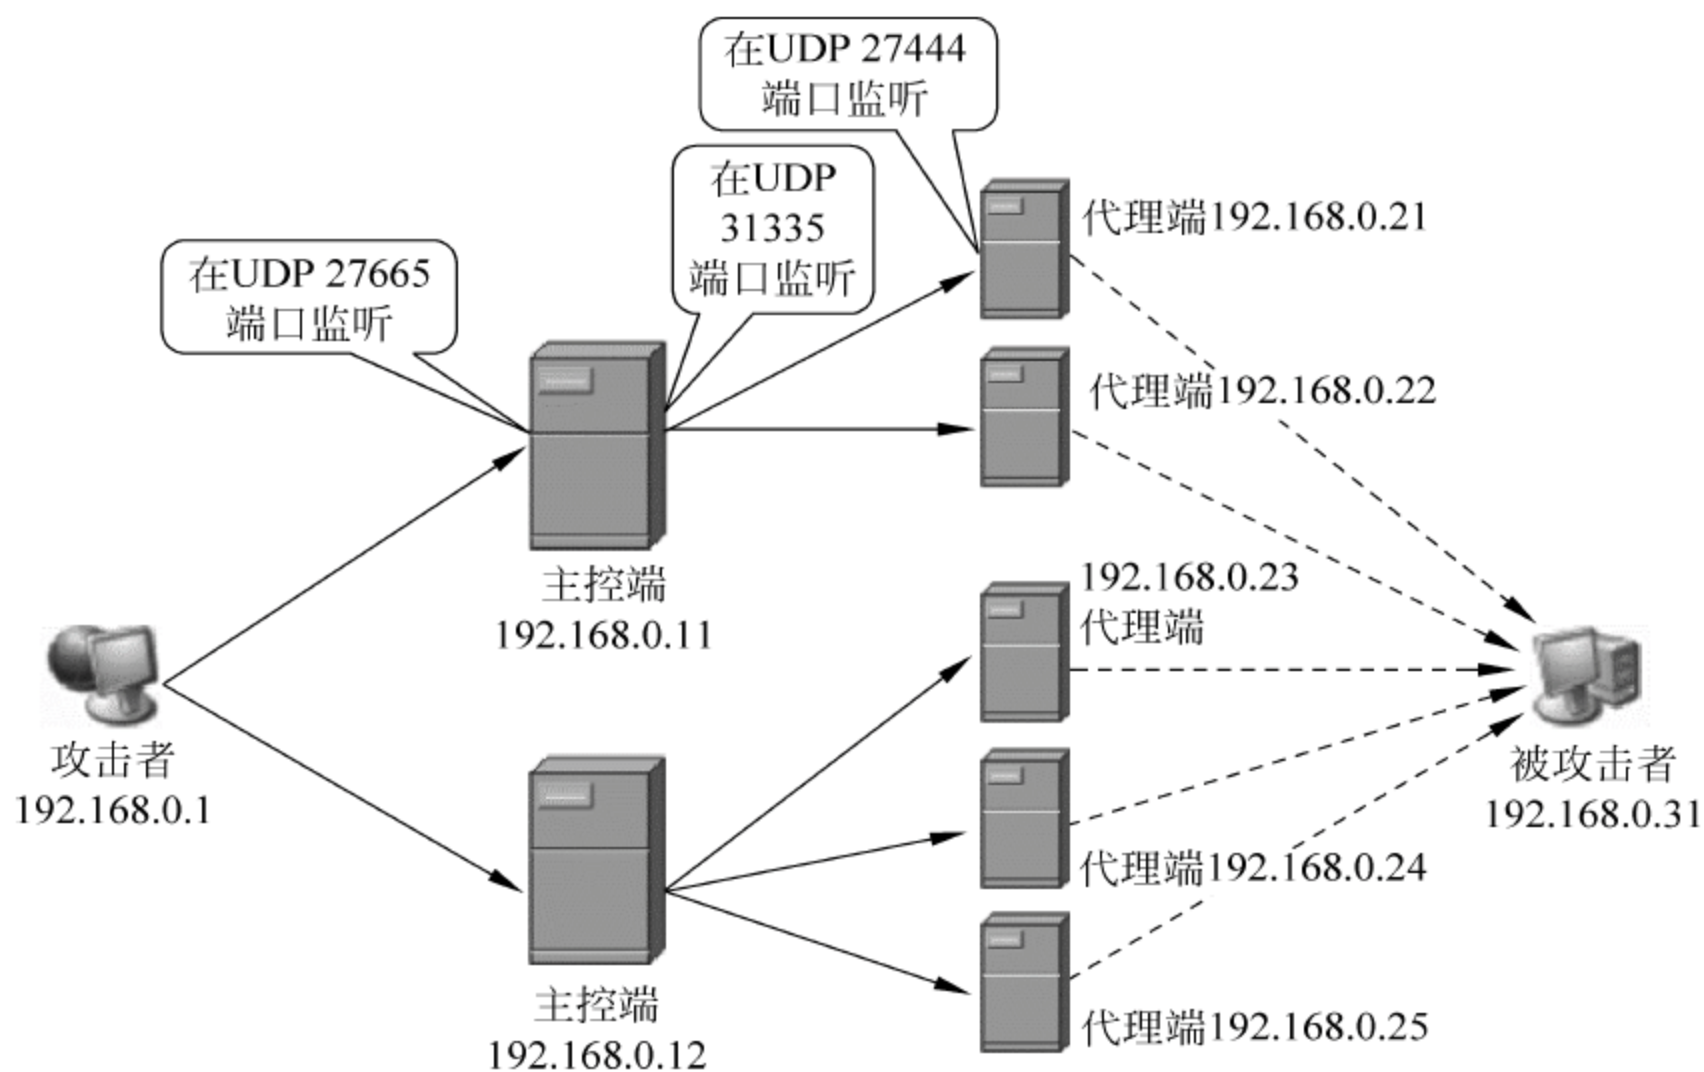 在UDP 27444
端口监听
在UDP
31335
端口监听
在UDP 27665
端口监听
代理端192.168.0.21
代理端192.168.0.22
主控端
192.168.0.11
192.168.0.23
代理端
攻击者
192.168.0.1
被攻击者
192.168.0.31
代理端192.168.0.24
主控端
192.168.0.12
代理端192.168.0.25